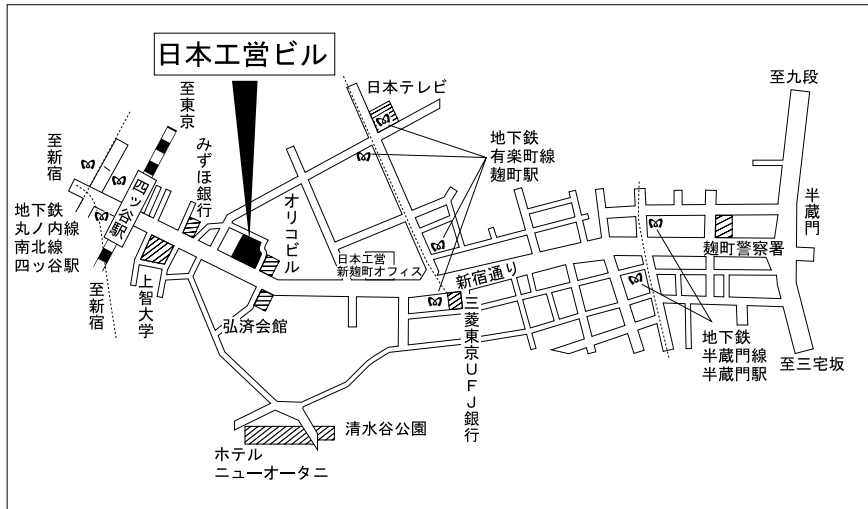 日本工営ビル
至九段
日本テレビ
至東京
みずほ銀行
至新宿
地下鉄
有楽町線
麹町駅
四ッ谷駅
オリコビル
半蔵門
地下鉄
丸ノ内線
南北線
四ッ谷駅
麹町警察署
日本工営
新麹町オフィス
新宿通り
上智大学
至新宿
弘済会館
三菱東京UFJ銀行
地下鉄
半蔵門線
半蔵門駅
至三宅坂
清水谷公園
ホテル
ニューオータニ